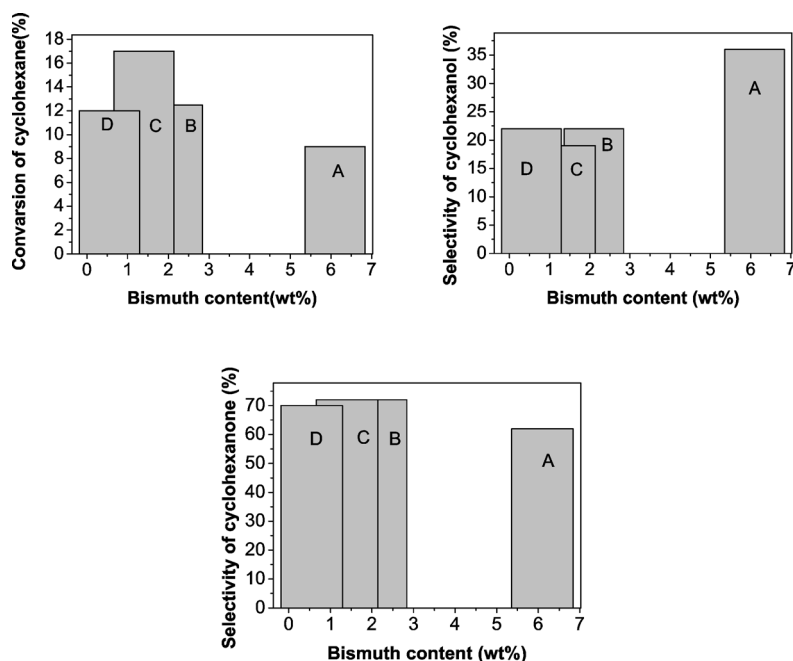 Convarsion of cyclohexane(%)
18
16
14
12
10
8
6
4
2
0
D
C
B
A
0 1 2 3 4 5 6 7
Bismuth content(wt%)
Selectivity of cyclohexanol (%)
35
30
25
20
15
10
5
0
A
B
D
C
0 1 2 3 4 5 6 7
Bismuth content (wt%)
Selectivity of cyclohexanone (%)
70
60
50
40
30
20
10
0
D
C
B
A
0 1 2 3 4 5 6 7
Bismuth content (wt%)